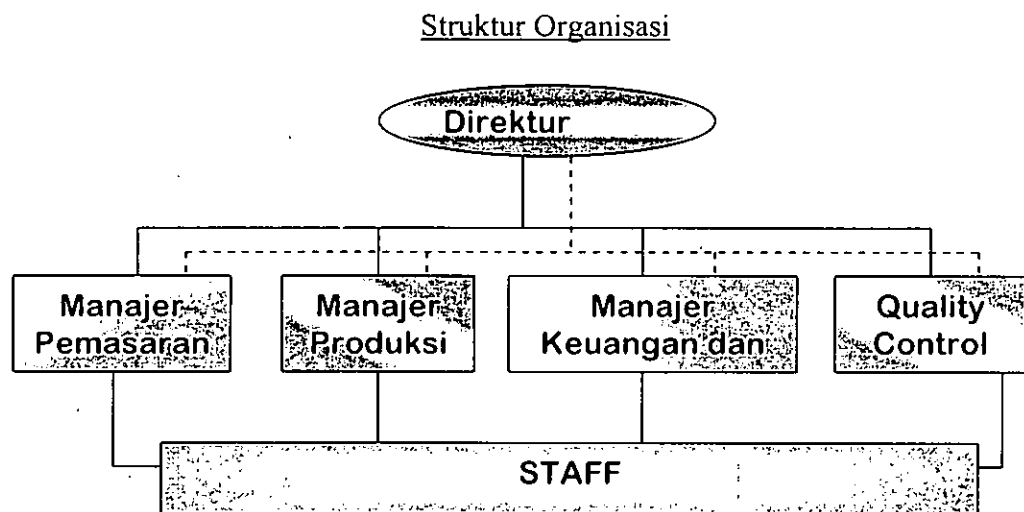 Struktur Organisasi
Direktur
Manajer
Pemasaran
Manajer
Produksi
Manajer
Keuangan dan
Quality
Control
STAFF